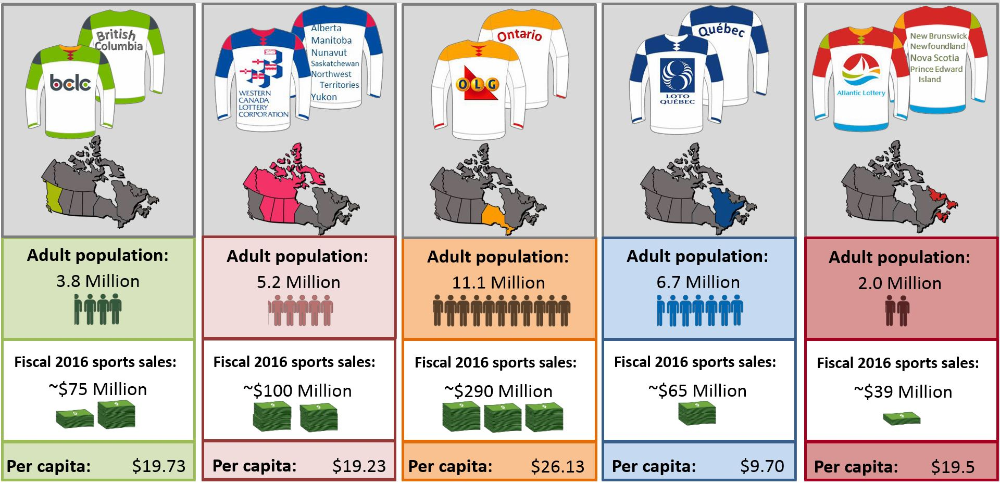 British
Columbia
bclc
Adult population:
3.8 Million
Fiscal 2016 sports sales:
~$75 Million
Per capita: $19.73
Alberta
Manitoba
Nunavut
Saskatchewan
Northwest
Territories
Yukon
WESTERN
CANADA
LOTTERY
CORPORATION
Adult population:
5.2 Million
Fiscal 2016 sports sales:
~$100 Million
Per capita: $19.23
Ontario
OLG
Adult population:
11.1 Million
Fiscal 2016 sports sales:
~$290 Million
Per capita: $26.13
Québec
LOTO
QUÉBEC
Adult population:
6.7 Million
Fiscal 2016 sports sales:
~$65 Million
Per capita: $9.70
New Brunswick
Newfoundland
Nova Scotia
Prince Edward
Island
Atlantic Lottery
Adult population:
2.0 Million
Fiscal 2016 sports sales:
~$39 Million
Per capita: $19.5